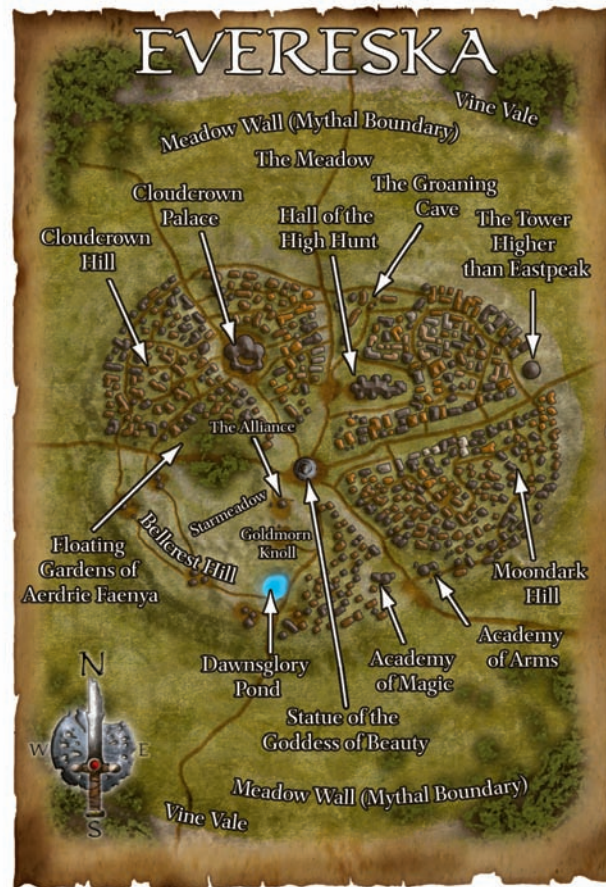 EVERESKA
Vine Vale
Meadow Wall (Mythal Boundary)
The Meadow
Cloudcrown
Palace
The Groaning
Cave
Hall of the
High Hunt
The Tower
Higher
than Eastpeak
Cloudcrown
Hill
The Alliance
Starmeadow
Goldmorn
Knoll
Bellcrest Hill
Floating
Gardens of
Aerdrie Faenya
Moondark
Hill
Academy
of Arms
Academy
of Magic
Dawnsglory
Pond
Statue of the
Goddess of Beauty
N
W
E
S
Meadow Wall (Mythal Boundary)
Vine Vale